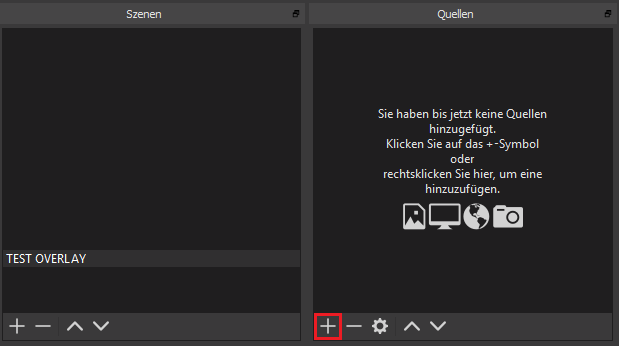 Szenen
Quellen
Sie haben bis jetzt keine Quellen
hinzugefügt.
Klicken Sie auf das +-Symbol
oder
rechtsklicken Sie hier, um eine
hinzuzufügen.
TEST OVERLAY